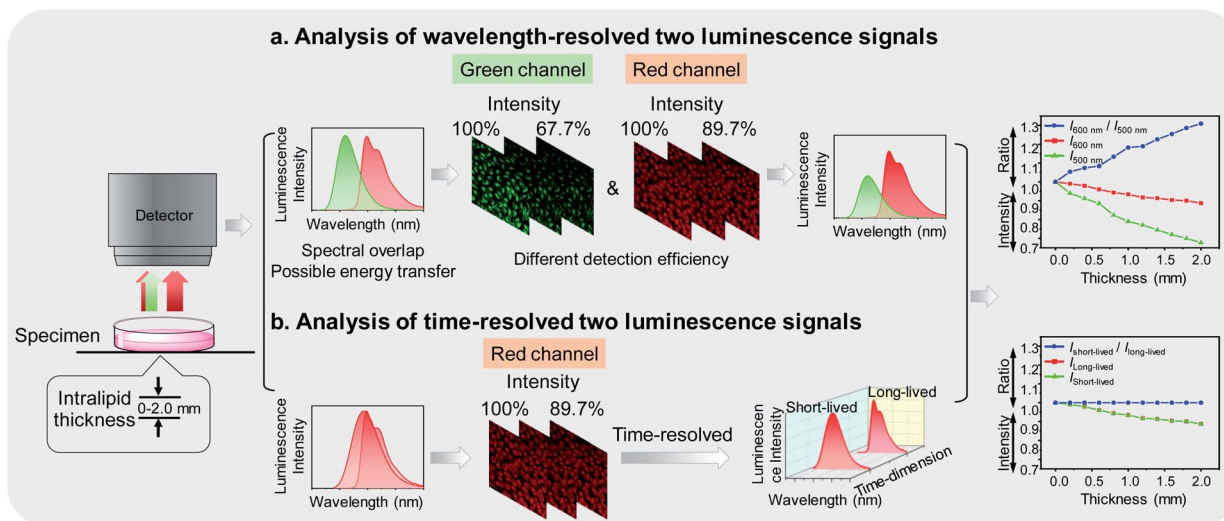 a. Analysis of wavelength-resolved two luminescence signals
Green channel
Red channel
Intensity
Intensity
100% 67.7%
100% 89.7%
Luminescence
Intensity
Wavelength (nm)
Spectral overlap
Possible energy transfer
&
Different detection efficiency
Luminescence
Intensity
Wavelength (nm)
Detector
Specimen
Intralipid
thickness
0-2.0 mm
b. Analysis of time-resolved two luminescence signals
Red channel
Intensity
100% 89.7%
Luminescence
Intensity
Wavelength (nm)
Time-resolved
Short-lived
Long-lived
Luminescen
ce Intensity
Wavelength (nm)
Time-dimension
Ratio
Intensity
1.3
1.2
1.1
1.0
0.9
0.8
0.7
I600 nm / I500 nm
I600 nm
I500 nm
0.0 0.5 1.0 1.5 2.0
Thickness (mm)
Ratio
Intensity
1.3
1.2
1.1
1.0
0.9
0.8
0.7
Ishort-lived / Ilong-lived
ILong-lived
IShort-lived
0.0 0.5 1.0 1.5 2.0
Thickness (mm)